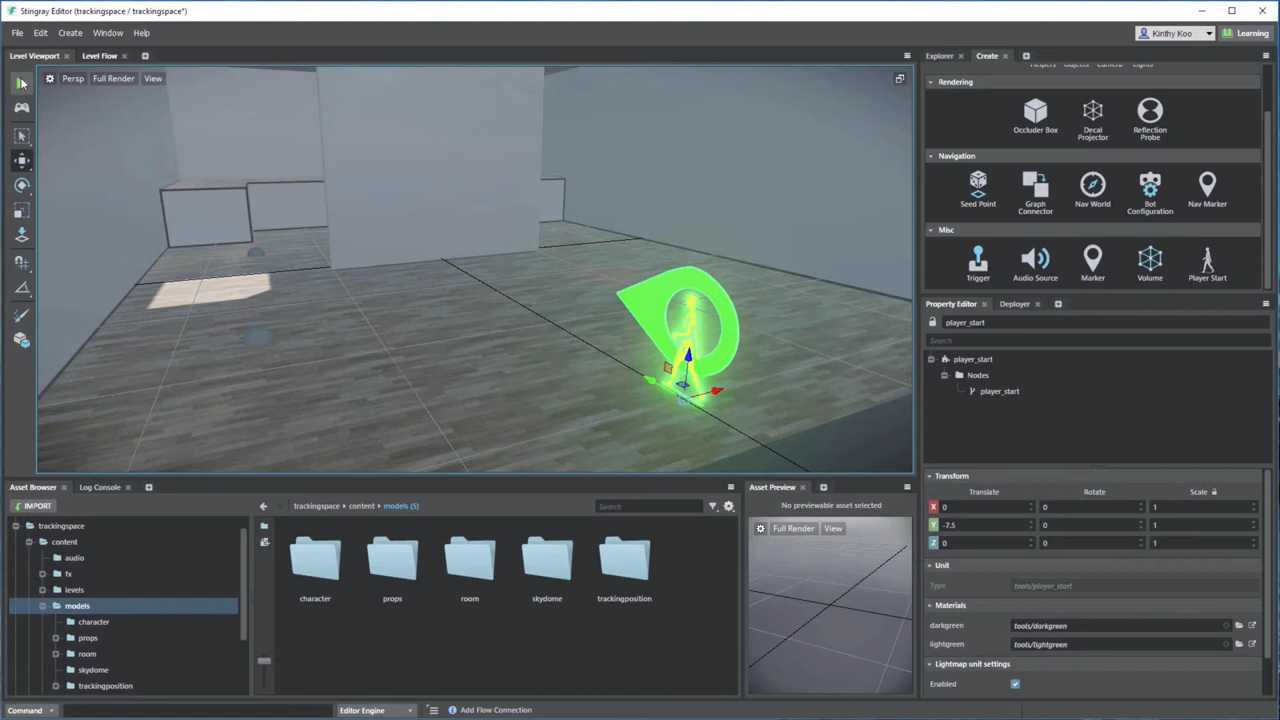 Stingray Editor (trackingspace / trackingspace*)
File Edit Create Window Help
Kinthy Koo
Learning
Level Viewport
Level Flow
Persp Full Render View
Explorer
Create
Helpers Objects Camera Lights
Rendering
Occluder Box
Decal
Projector
Reflection
Probe
Navigation
Seed Point
Graph
Connector
Nav World
Bot
Configuration
Nav Marker
Misc
Trigger
Audio Source
Marker
Volume
Player Start
Property Editor
Deployer
player_start
Search
player_start
Nodes
player_start
Transform
Translate Rotate Scale
X 0 0 1
Y -7.5 0 1
Z 0 0 1
Unit
Type tools/player_start
Materials
darkgreen tools/darkgreen
lightgreen tools/lightgreen
Lightmap unit settings
Enabled
Asset Browser
Log Console
IMPORT
trackingspace content models (5)
Search
trackingspace
content
audio
fx
levels
models
character
props
room
skydome
trackingposition
character
props
room
skydome
trackingposition
Asset Preview
No previewable asset selected
Full Render View
Command
Editor Engine
Add Flow Connection